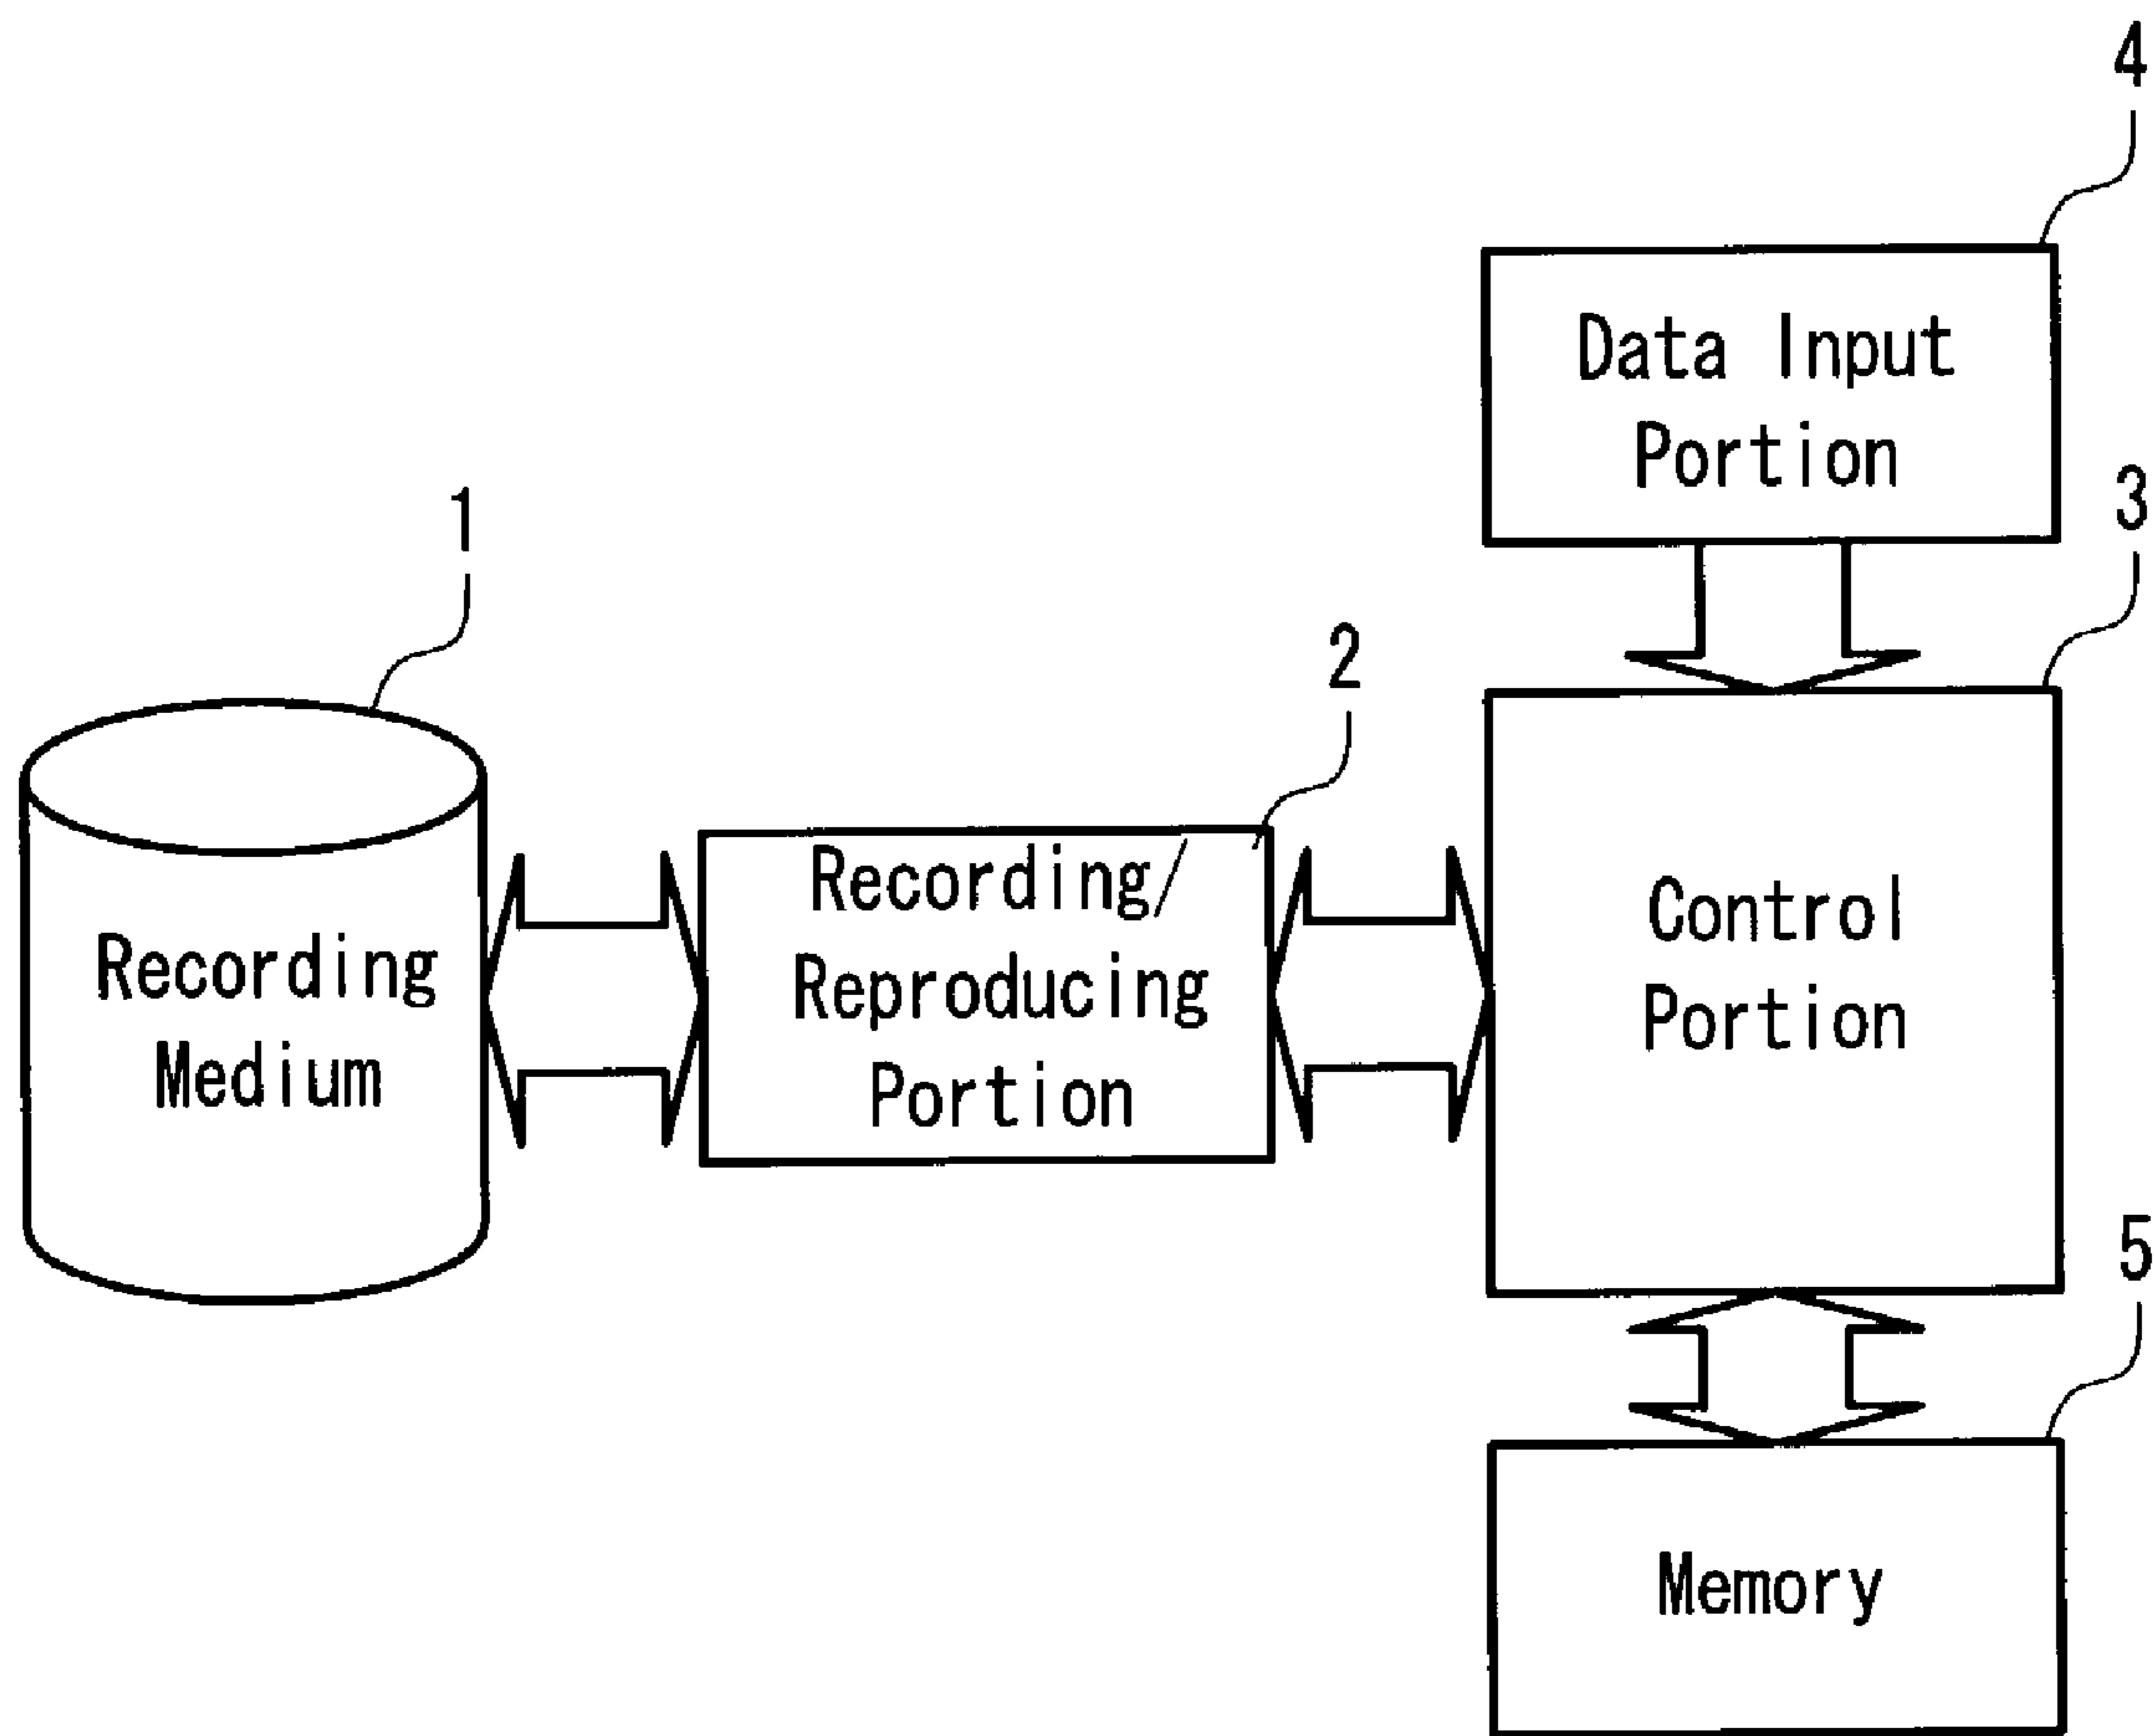 4
Data Input
Portion
3
1
2
Recording/
Reproducing
Portion
Control
Portion
Recording
Medium
5
Memory